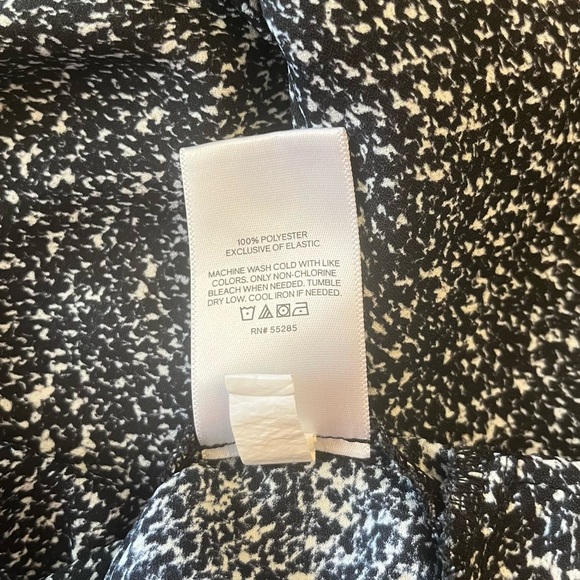 100% POLYESTER
EXCLUSIVE OF ELASTIC
MACHINE WASH COLD WITH LIKE
COLORS. ONLY NON-CHLORINE
BLEACH WHEN NEEDED. TUMBLE
DRY LOW. COOL IRON IF NEEDED.
RN# 55285